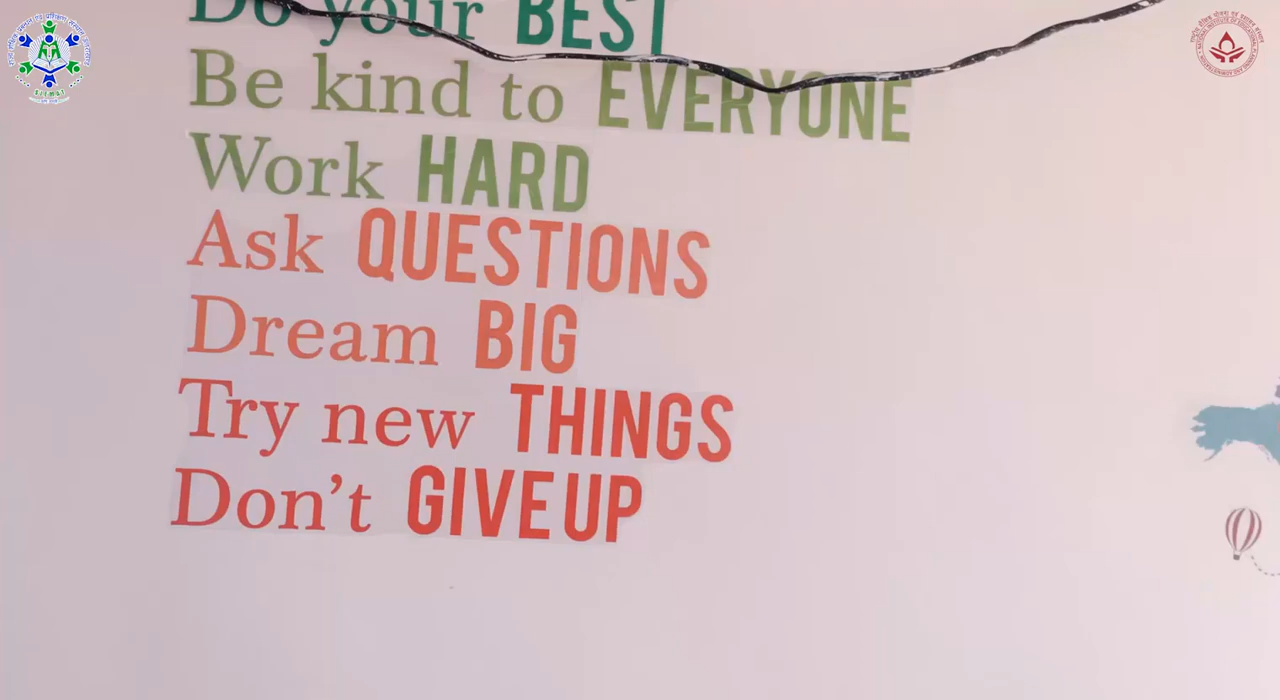 Do your BEST
Be kind to EVERYONE
Work HARD
Ask QUESTIONS
Dream BIG
Try new THINGS
Don't GIVE UP